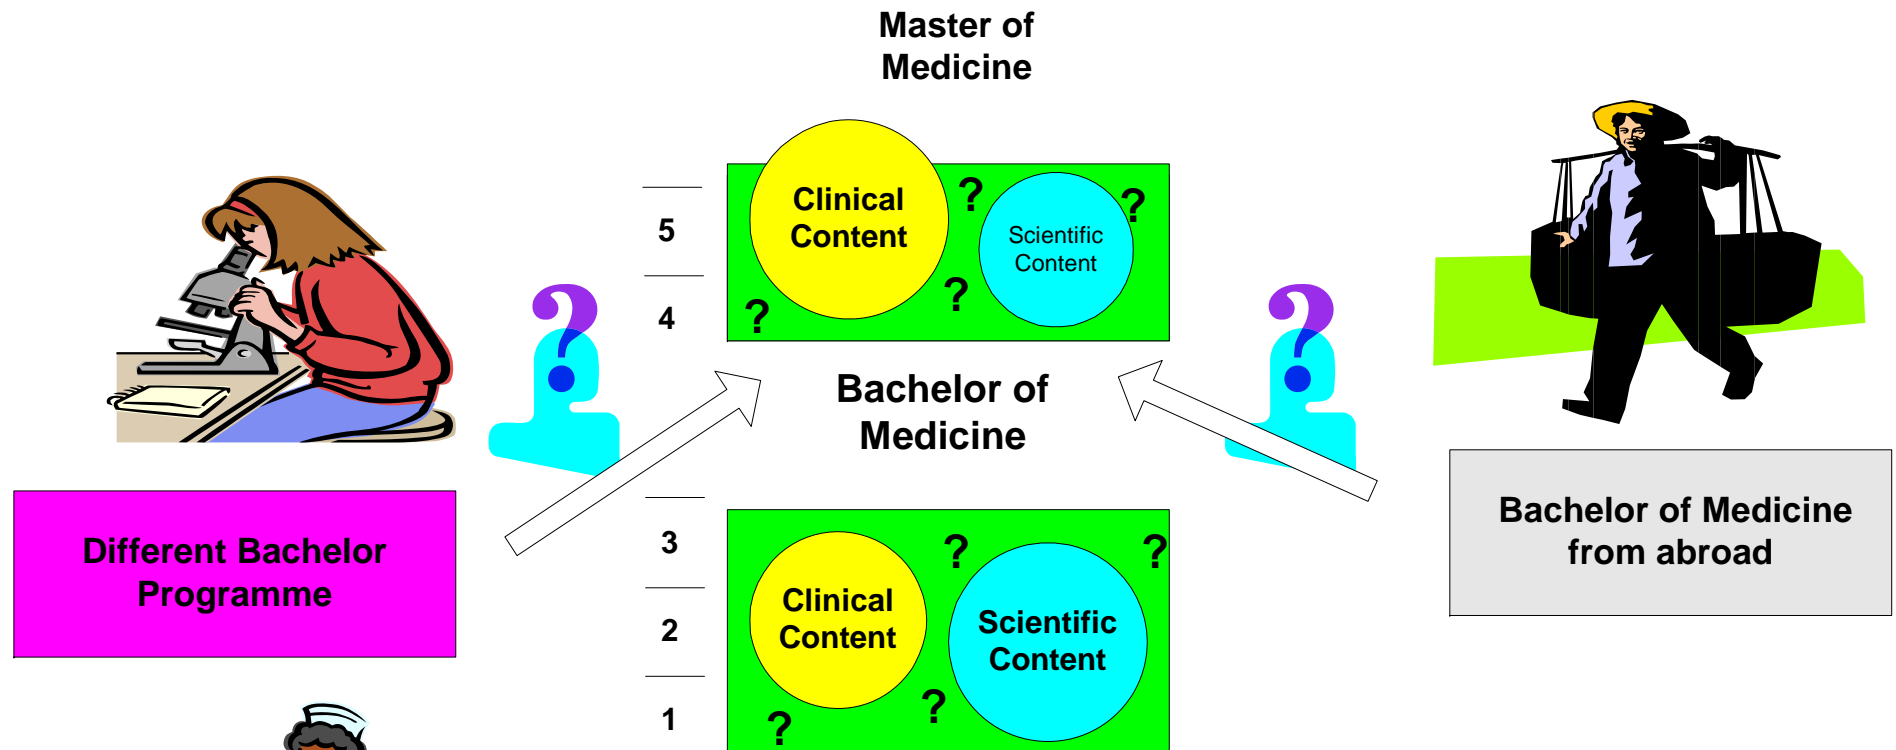 Master of
Medicine
Clinical
Content
?
?
Scientific
Content
5
?
4
?
?
?
Bachelor of
Medicine
Different Bachelor
Programme
Bachelor of Medicine
from abroad
3
?
?
Clinical
Content
2
Scientific
Content
1
?
?